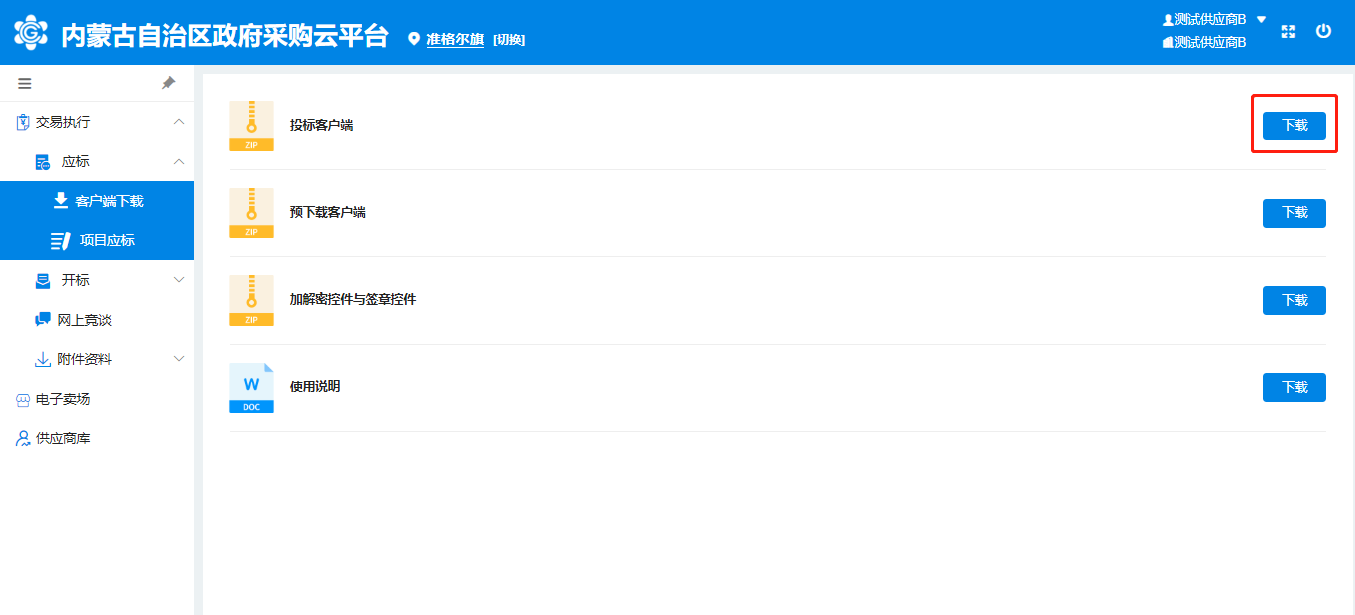 内蒙古自治区政府采购云平台
准格尔旗 [切换]
测试供应商B
测试供应商B
交易执行
应标
客户端下载
项目应标
开标
网上竞谈
附件资料
电子卖场
供应商库
ZIP
投标客户端
下载
ZIP
预下载客户端
下载
ZIP
加解密控件与签章控件
下载
W
DOC
使用说明
下载